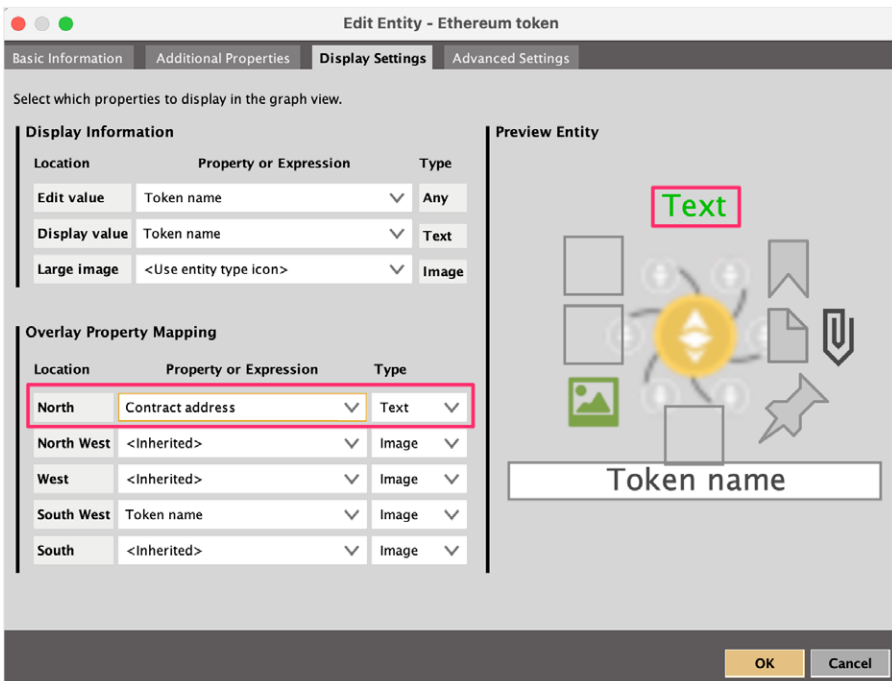 Edit Entity - Ethereum token
Basic Information Additional Properties Display Settings Advanced Settings
Select which properties to display in the graph view.
Display Information
Location Property or Expression Type
Edit value Token name Any
Display value Token name Text
Large image <Use entity type icon> Image
Overlay Property Mapping
Location Property or Expression Type
North Contract address Text
North West <Inherited> Image
West <Inherited> Image
South West Token name Image
South <Inherited> Image
Preview Entity
Text
Token name
OK Cancel